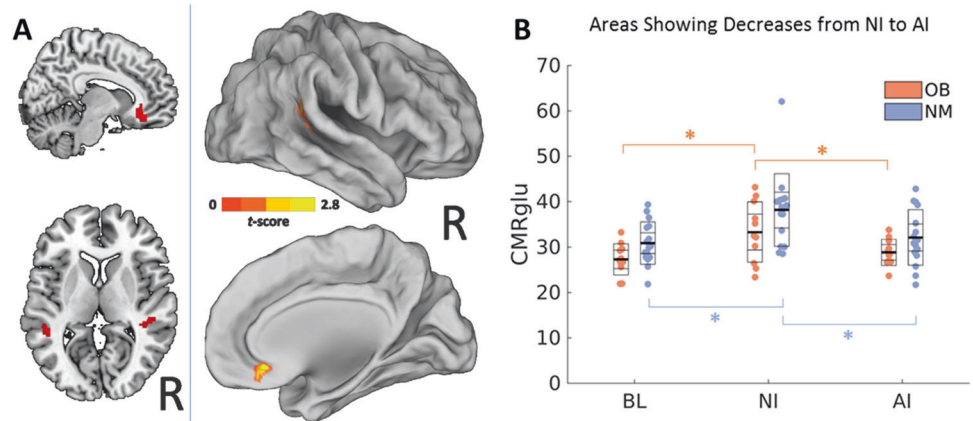 A
R
0 2.8
t-score
R
B
Areas Showing Decreases from NI to AI
OB
NM
*
*
*
*
CMRglu
70
60
50
40
30
20
10
0
BL NI AI